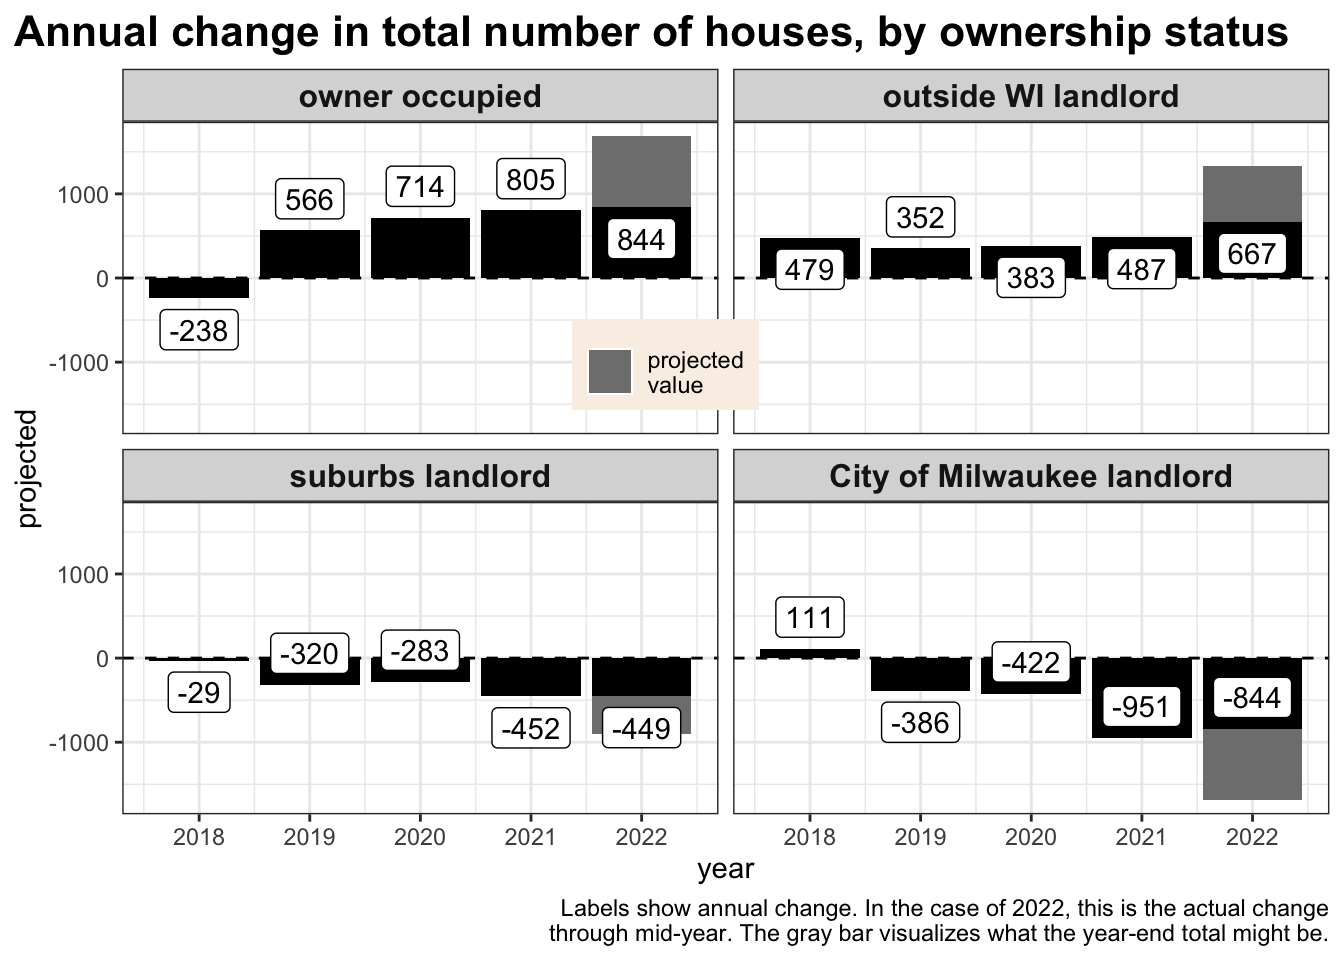 Annual change in total number of houses, by ownership status
owner occupied
outside WI landlord
1000
0
-1000
-238
566
714
805
844
479
352
383
487
667
projected
value
projected
suburbs landlord
City of Milwaukee landlord
1000
0
-1000
-29
-320
-283
-452
-449
111
-386
-422
-951
-844
2018 2019 2020 2021 2022
2018 2019 2020 2021 2022
year
Labels show annual change. In the case of 2022, this is the actual change
through mid-year. The gray bar visualizes what the year-end total might be.